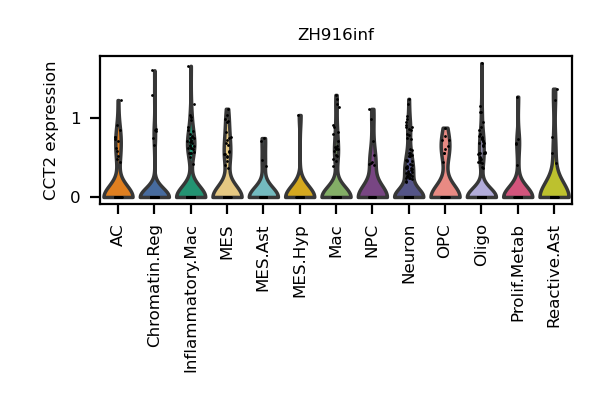 ZH916inf
CCT2 expression
1
0
AC
Chromatin.Reg
Inflammatory.Mac
MES
MES.Ast
MES.Hyp
Mac
NPC
Neuron
OPC
Oligo
Prolif.Metab
Reactive.Ast